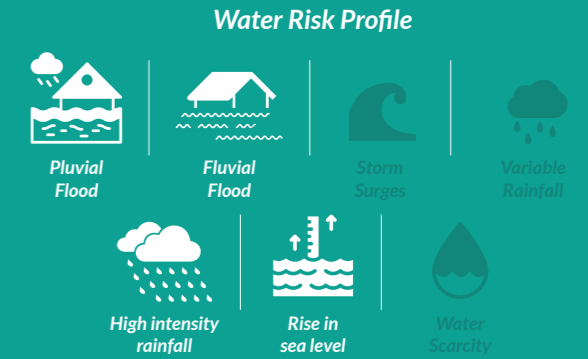 Water Risk Profile
Pluvial
Flood
Fluvial
Flood
Storm
Surges
Variable
Rainfall
High intensity
rainfall
Rise in
sea level
Water
Scarcity